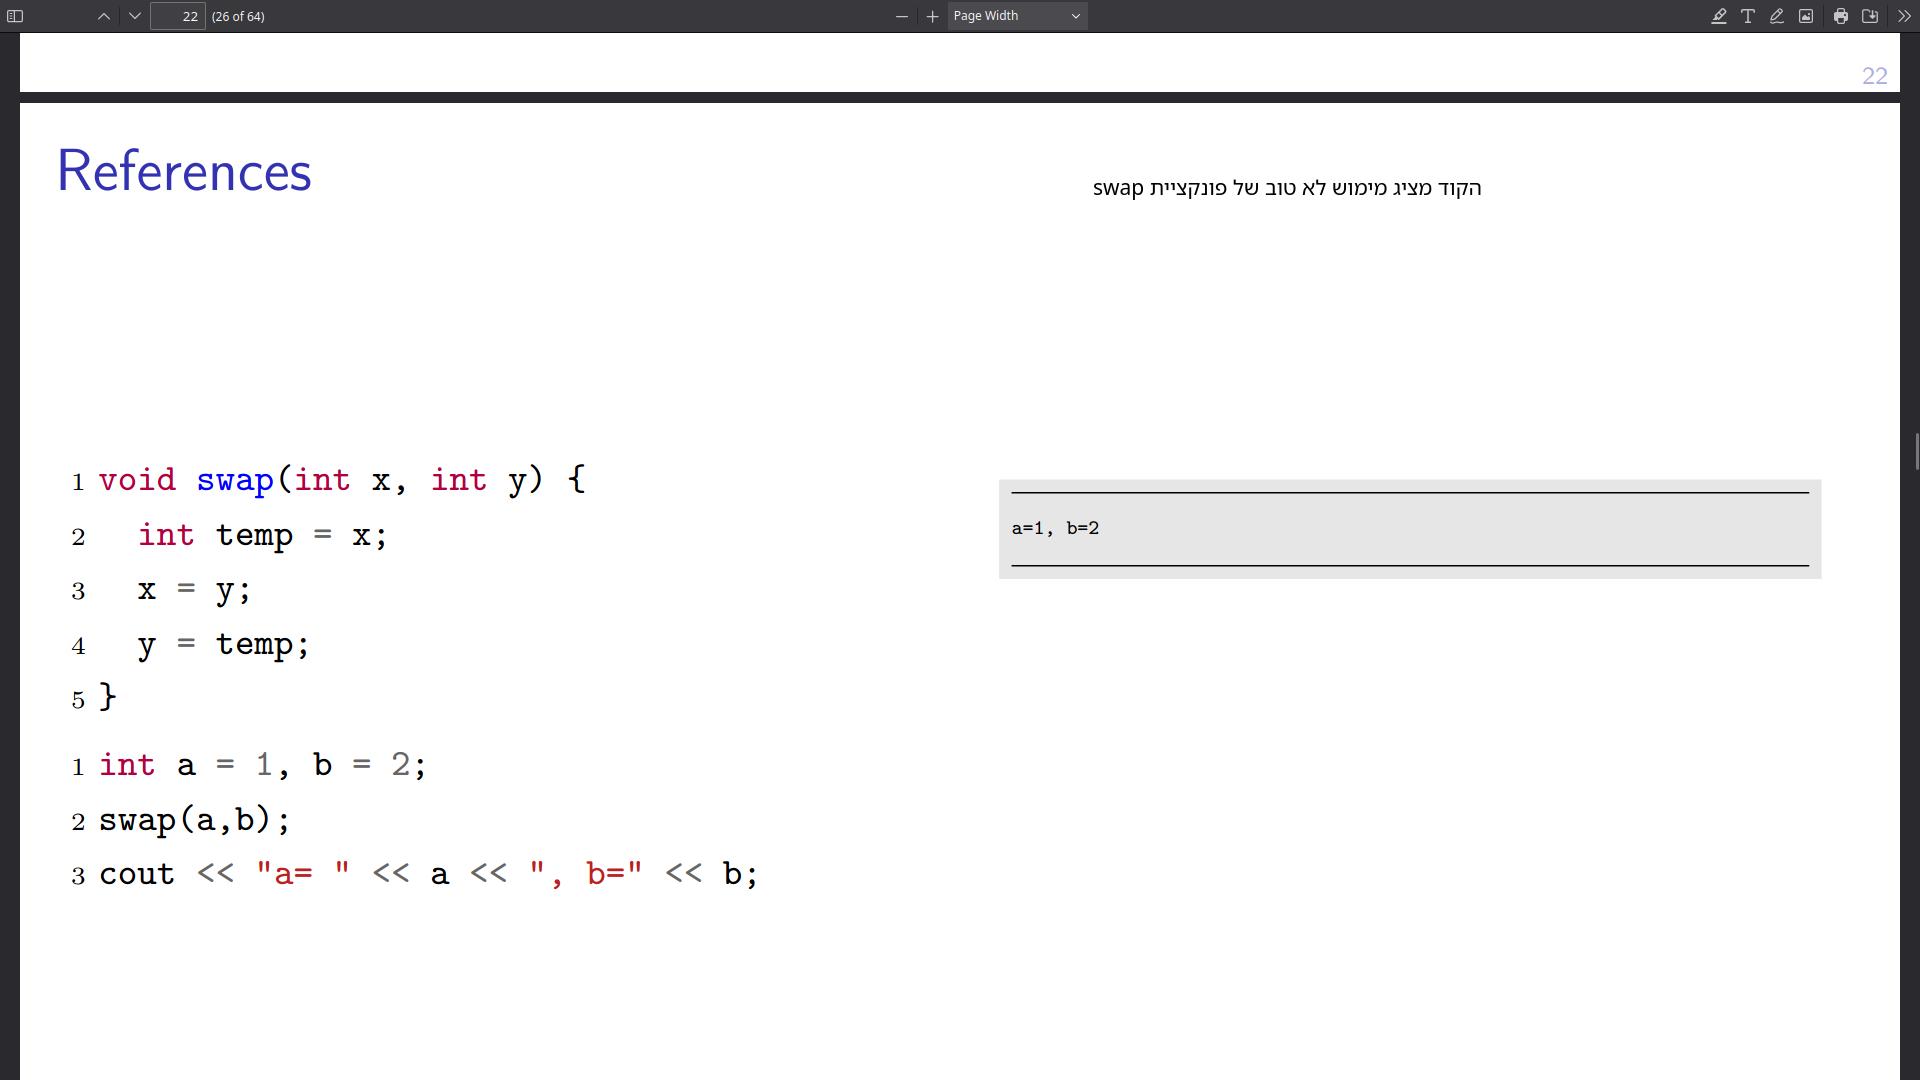 22 (26 of 64) Page Width
22
References
הקוד מציג מימוש לא טוב של פונקציית swap
1 void swap(int x, int y) {
2   int temp = x;
3   x = y;
4   y = temp;
5 }
a=1, b=2
1 int a = 1, b = 2;
2 swap(a,b);
3 cout << "a= " << a << ", b=" << b;